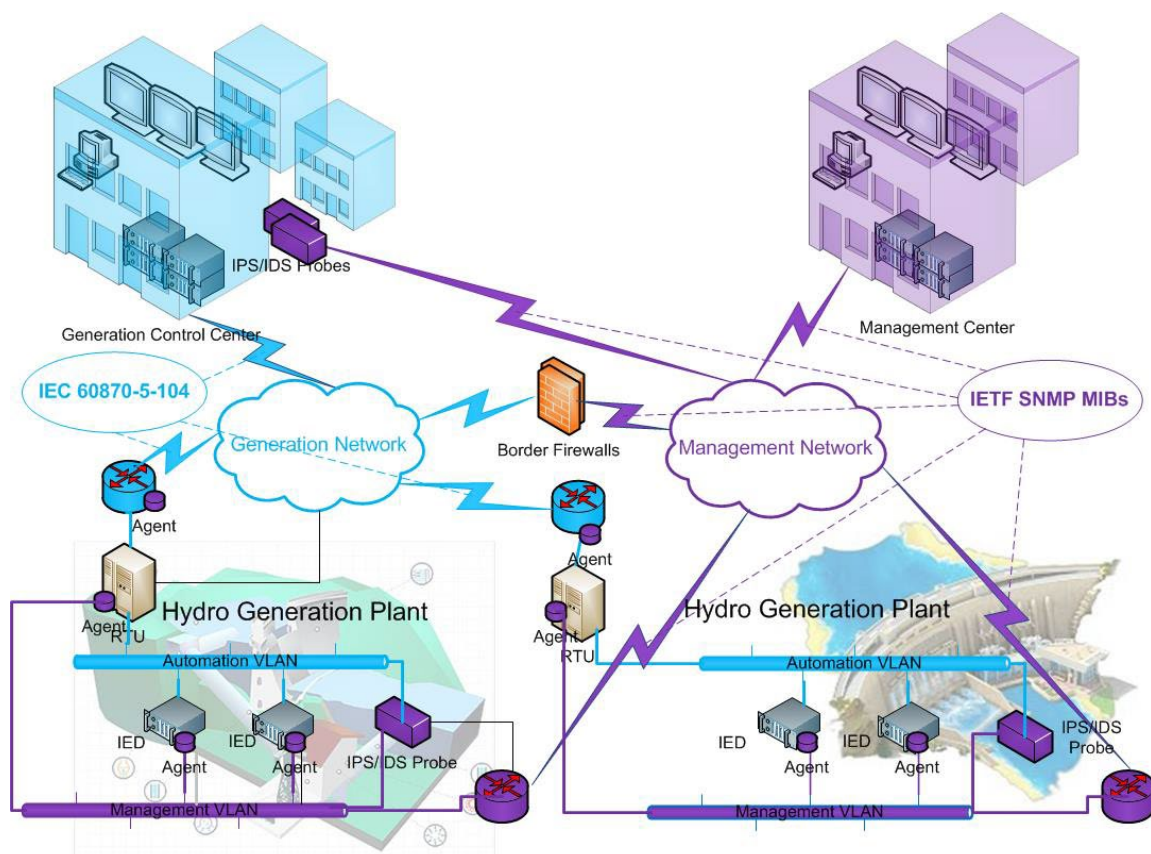 IPS/IDS Probes
Generation Control Center
Management Center
IEC 60870-5-104
IETF SNMP MIBs
Generation Network
Border Firewalls
Management Network
Agent
Agent
Hydro Generation Plant
Hydro Generation Plant
Agent
RTU
Agent
RTU
Automation VLAN
Automation VLAN
IED
IED
IPS/IDS Probe
Agent
Agent
IED
IED
IPS/IDS
Probe
Agent
Agent
Management VLAN
Management VLAN